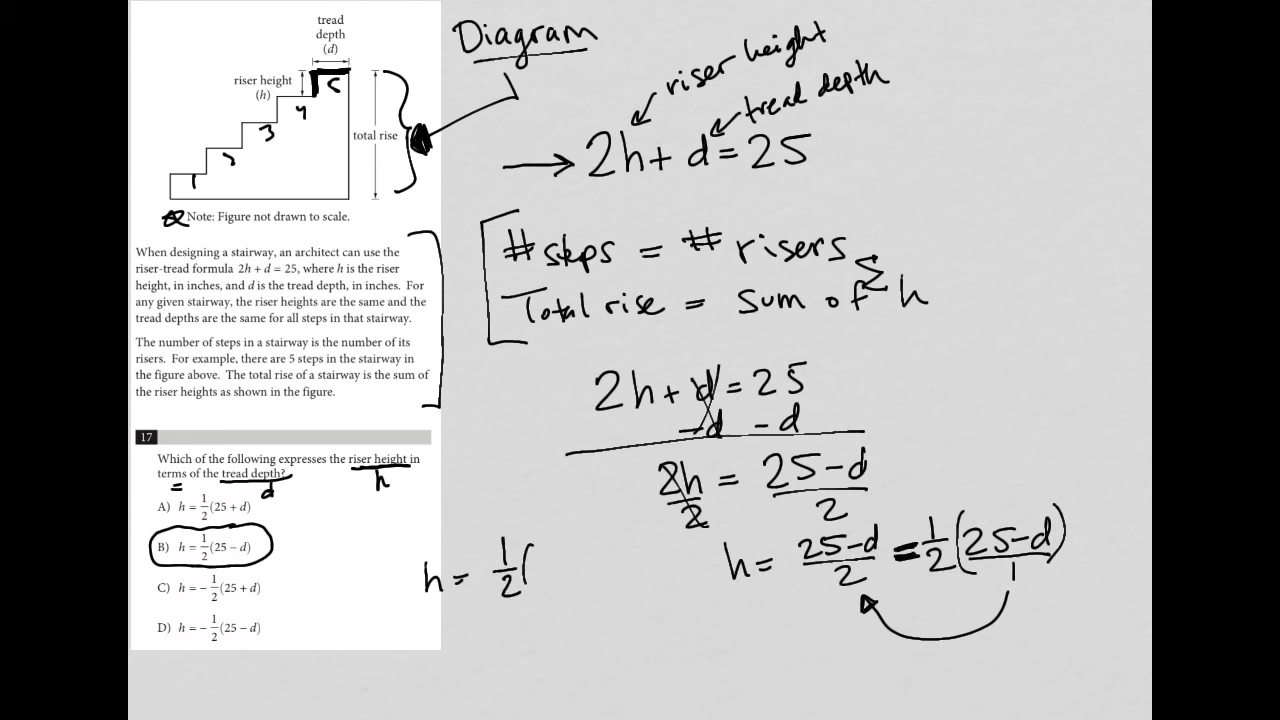 tread
depth
(d)
riser height
(h)
total rise
1
2
3
4
5
Note: Figure not drawn to scale.
When designing a stairway, an architect can use the
riser-tread formula 2h + d = 25, where h is the riser
height, in inches, and d is the tread depth, in inches. For
any given stairway, the riser heights are the same and the
tread depths are the same for all steps in that stairway.
The number of steps in a stairway is the number of its
risers. For example, there are 5 steps in the stairway in
the figure above. The total rise of a stairway is the sum of
the riser heights as shown in the figure.
17
Which of the following expresses the riser height in
terms of the tread depth?
h
= d
A) h = 1/2 (25 + d)
B) h = 1/2 (25 − d)
C) h = − 1/2 (25 + d)
D) h = − 1/2 (25 − d)
Diagram
riser height
tread depth
2h + d = 25
# steps = # risers
Total rise = sum of h
Σ
2h + d = 25
−d − d
2h/2 = 25 − d/2
h = 25−d/2 = 1/2 (25−d/1)
h = 1/2 (